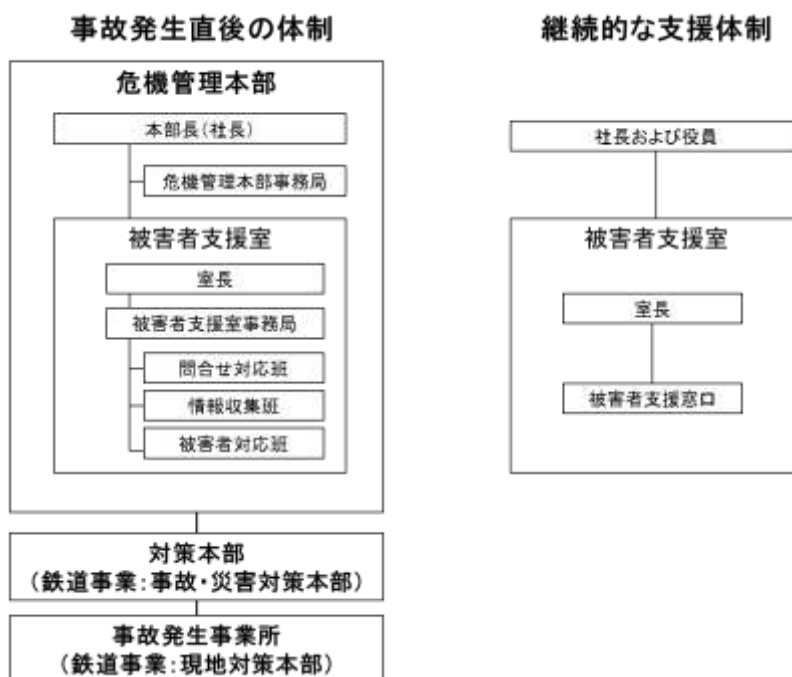 事故発生直後の体制
危機管理本部
本部長（社長）
危機管理本部事務局
被害者支援室
室長
被害者支援室事務局
問合せ対応班
情報収集班
被害者対応班
対策本部
（鉄道事業：事故・災害対策本部）
事故発生事業所
（鉄道事業：現地対策本部）
継続的な支援体制
社長および役員
被害者支援室
室長
被害者支援窓口